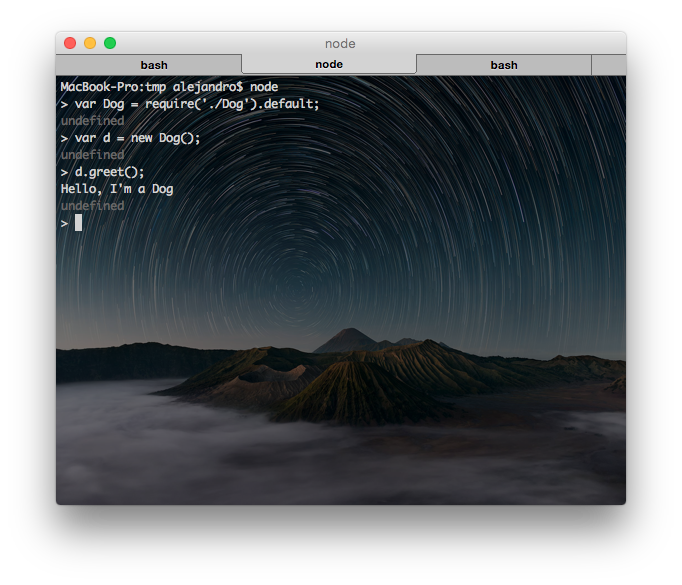 node
bash
node
bash
MacBook-Pro:tmp alejandro$ node
> var Dog = require('./Dog').default;
undefined
> var d = new Dog();
undefined
> d.greet();
Hello, I'm a Dog
undefined
>